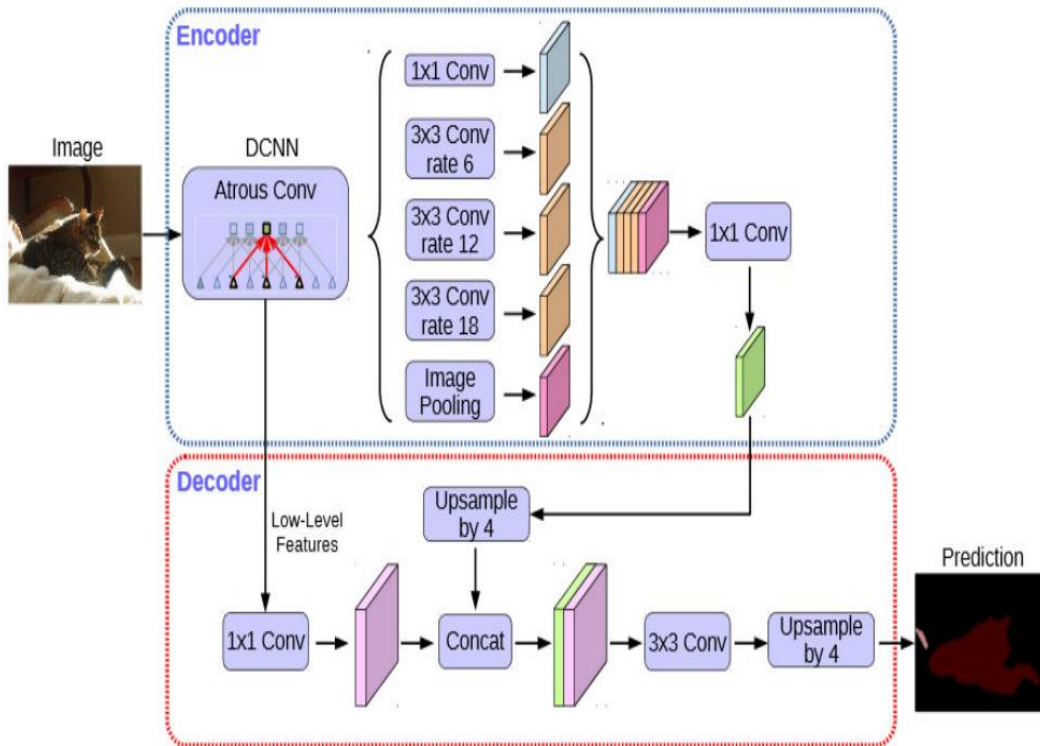 Encoder
Image
DCNN
Atrous Conv
1x1 Conv
3x3 Conv
rate 6
3x3 Conv
rate 12
3x3 Conv
rate 18
Image
Pooling
1x1 Conv
Decoder
Low-Level
Features
Upsample
by 4
1x1 Conv
Concat
3x3 Conv
Upsample
by 4
Prediction